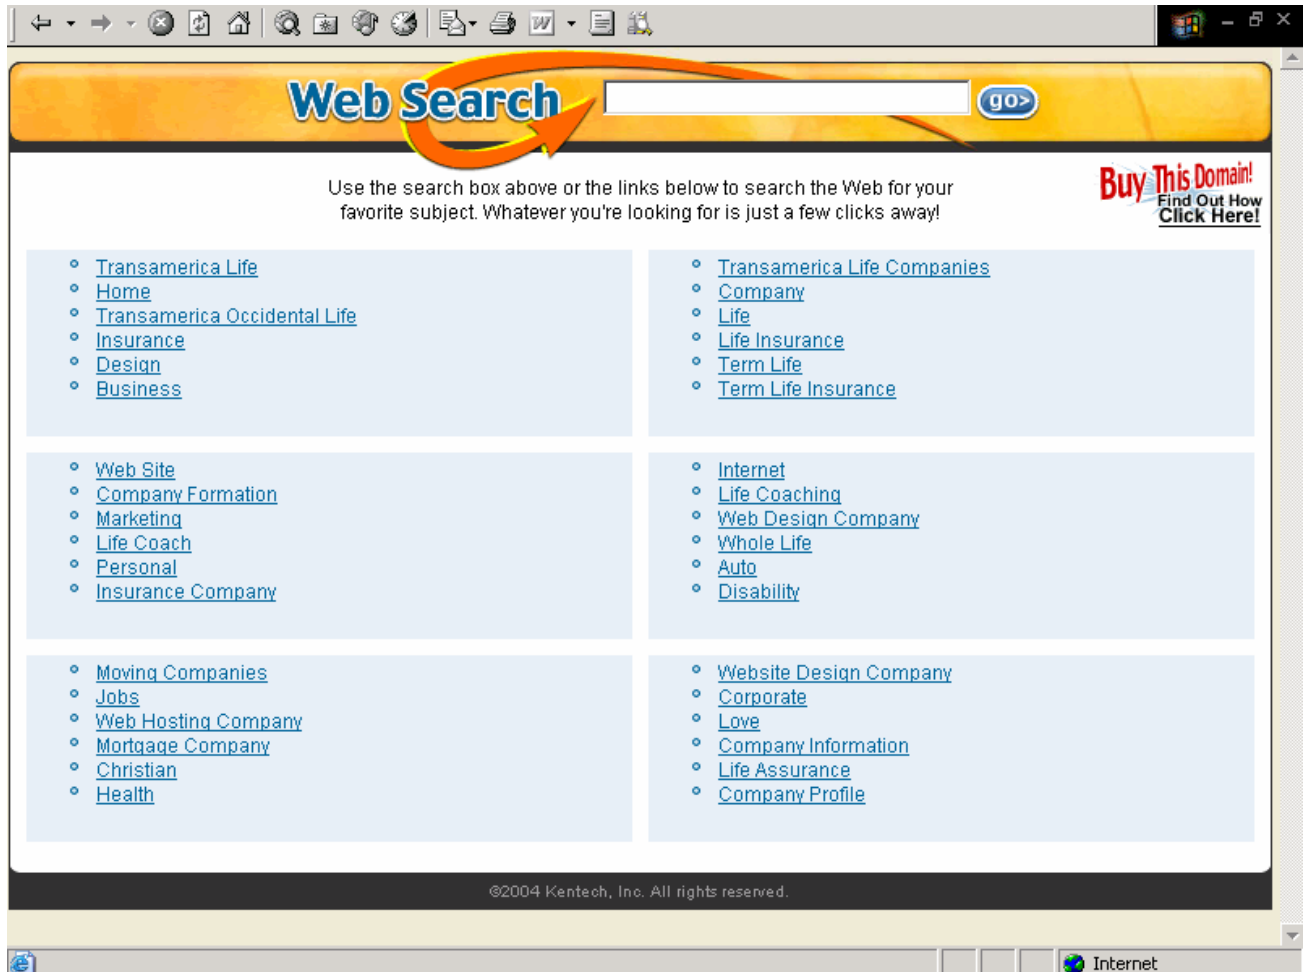 Web Search
go>
Use the search box above or the links below to search the Web for your
favorite subject. Whatever you're looking for is just a few clicks away!
Buy This Domain!
Find Out How
Click Here!
Transamerica Life
Home
Transamerica Occidental Life
Insurance
Design
Business
Transamerica Life Companies
Company
Life
Life Insurance
Term Life
Term Life Insurance
Web Site
Company Formation
Marketing
Life Coach
Personal
Insurance Company
Internet
Life Coaching
Web Design Company
Whole Life
Auto
Disability
Moving Companies
Jobs
Web Hosting Company
Mortgage Company
Christian
Health
Website Design Company
Corporate
Love
Company Information
Life Assurance
Company Profile
©2004 Kentech, Inc. All rights reserved.
Internet